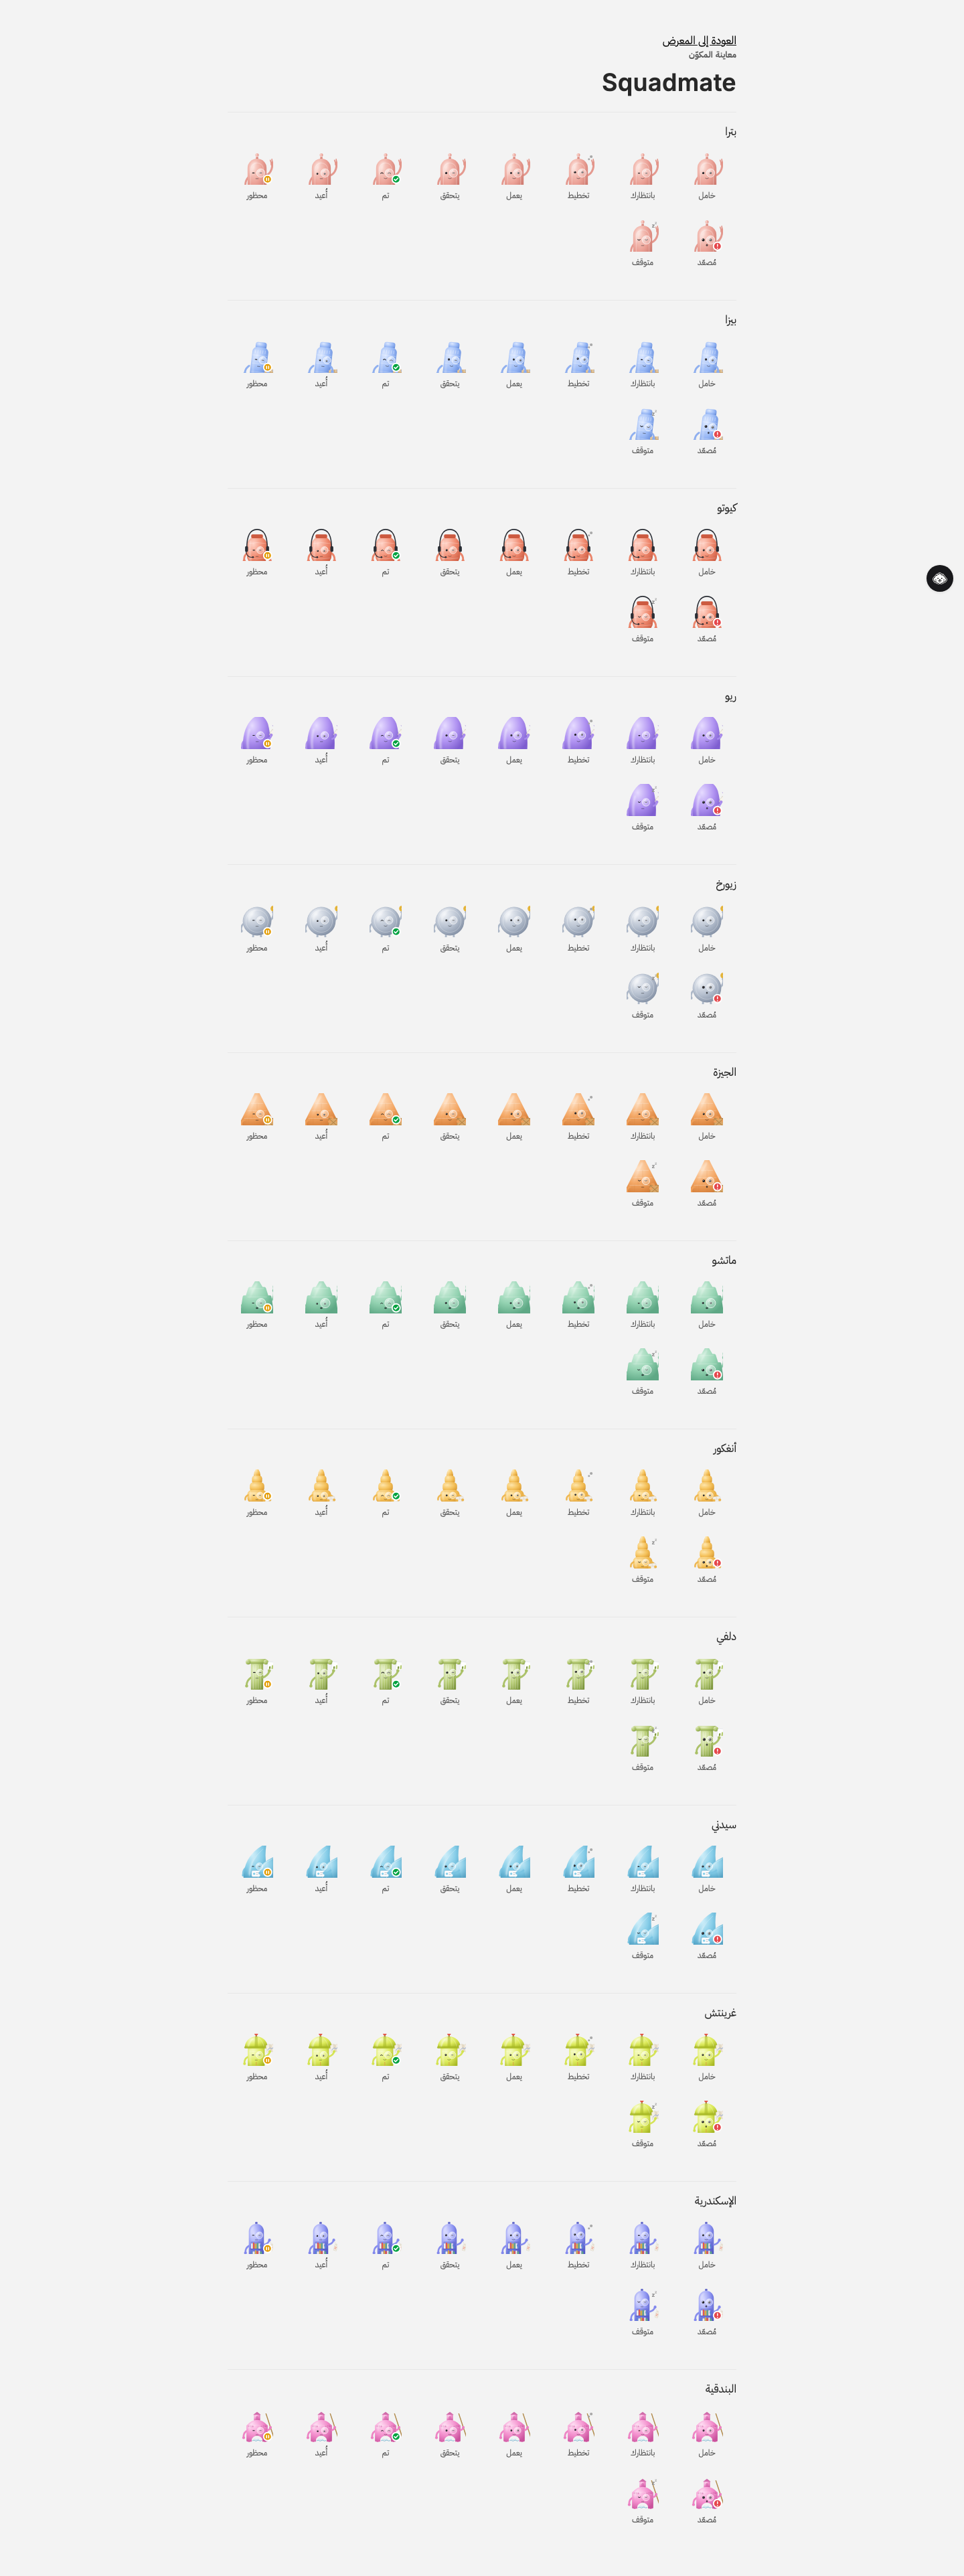 العودة إلى المعرض
معاينة المكوّن
Squadmate
بترا
خامل بانتظارك تخطيط يعمل يتحقق تم أُعيد محظور
مُصعّد متوقف
بيزا
خامل بانتظارك تخطيط يعمل يتحقق تم أُعيد محظور
مُصعّد متوقف
كيوتو
خامل بانتظارك تخطيط يعمل يتحقق تم أُعيد محظور
مُصعّد متوقف
ريو
خامل بانتظارك تخطيط يعمل يتحقق تم أُعيد محظور
مُصعّد متوقف
زيورخ
خامل بانتظارك تخطيط يعمل يتحقق تم أُعيد محظور
مُصعّد متوقف
الجيزة
خامل بانتظارك تخطيط يعمل يتحقق تم أُعيد محظور
مُصعّد متوقف
ماتشو
خامل بانتظارك تخطيط يعمل يتحقق تم أُعيد محظور
مُصعّد متوقف
أنغكور
خامل بانتظارك تخطيط يعمل يتحقق تم أُعيد محظور
مُصعّد متوقف
دلفي
خامل بانتظارك تخطيط يعمل يتحقق تم أُعيد محظور
مُصعّد متوقف
سيدني
خامل بانتظارك تخطيط يعمل يتحقق تم أُعيد محظور
مُصعّد متوقف
غرينتش
خامل بانتظارك تخطيط يعمل يتحقق تم أُعيد محظور
مُصعّد متوقف
الإسكندرية
خامل بانتظارك تخطيط يعمل يتحقق تم أُعيد محظور
مُصعّد متوقف
البندقية
خامل بانتظارك تخطيط يعمل يتحقق تم أُعيد محظور
مُصعّد متوقف